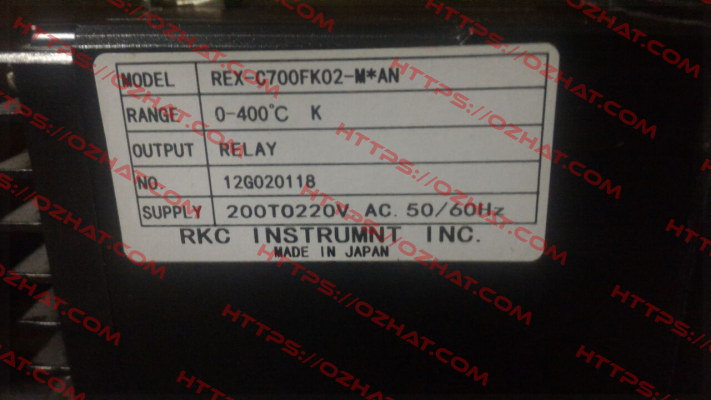 MODEL REX-C700FK02-M*AN
RANGE 0-400°C K
OUTPUT RELAY
NO. 12G020118
SUPPLY 200TO220V AC. 50/60Hz
RKC INSTRUMNT INC.
MADE IN JAPAN
HTTPS://OZHAT.COM